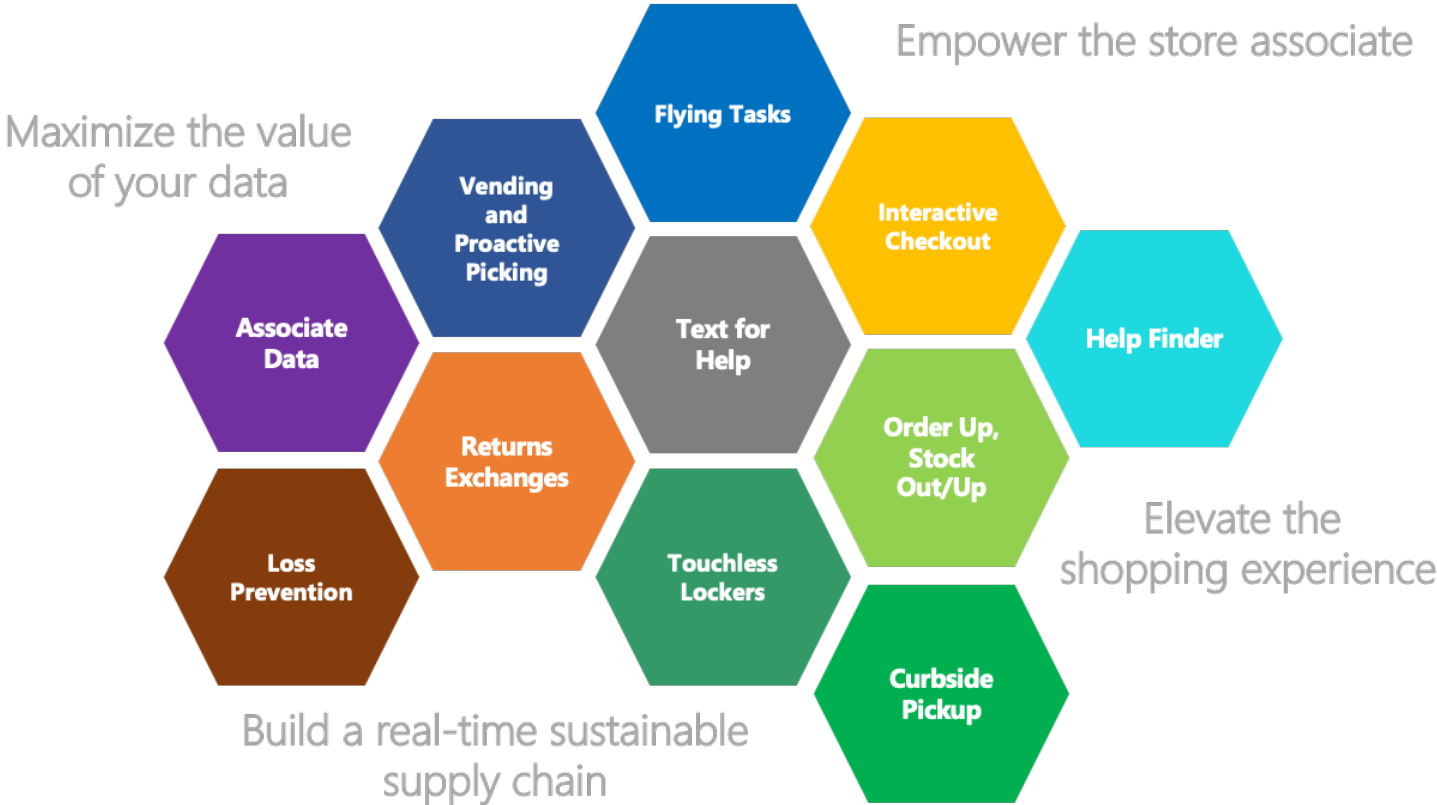 Empower the store associate
Maximize the value
of your data
Flying Tasks
Vending
and
Proactive
Picking
Interactive
Checkout
Associate
Data
Text for
Help
Help Finder
Returns
Exchanges
Order Up,
Stock
Out/Up
Elevate the
shopping experience
Loss
Prevention
Touchless
Lockers
Curbside
Pickup
Build a real-time sustainable
supply chain